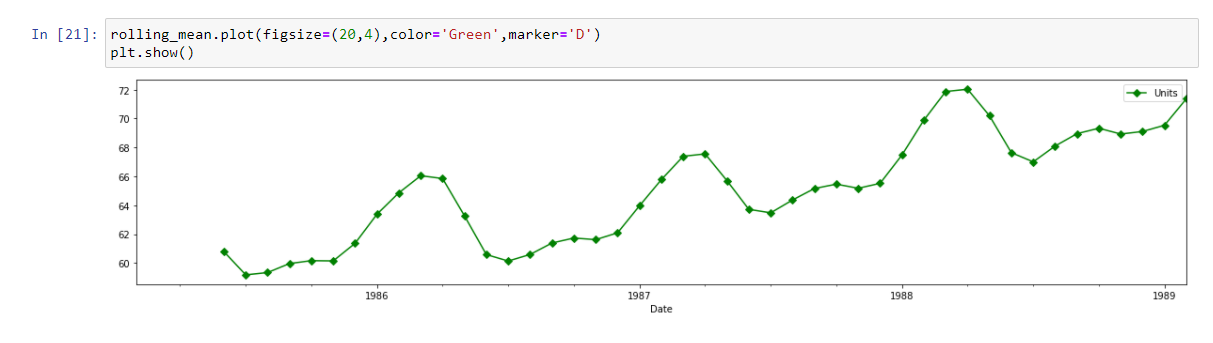 In [21]: rolling_mean.plot(figsize=(20,4),color='Green',marker='D')
plt.show()
Units
72
70
68
66
64
62
60
1986 1987 1988 1989
Date